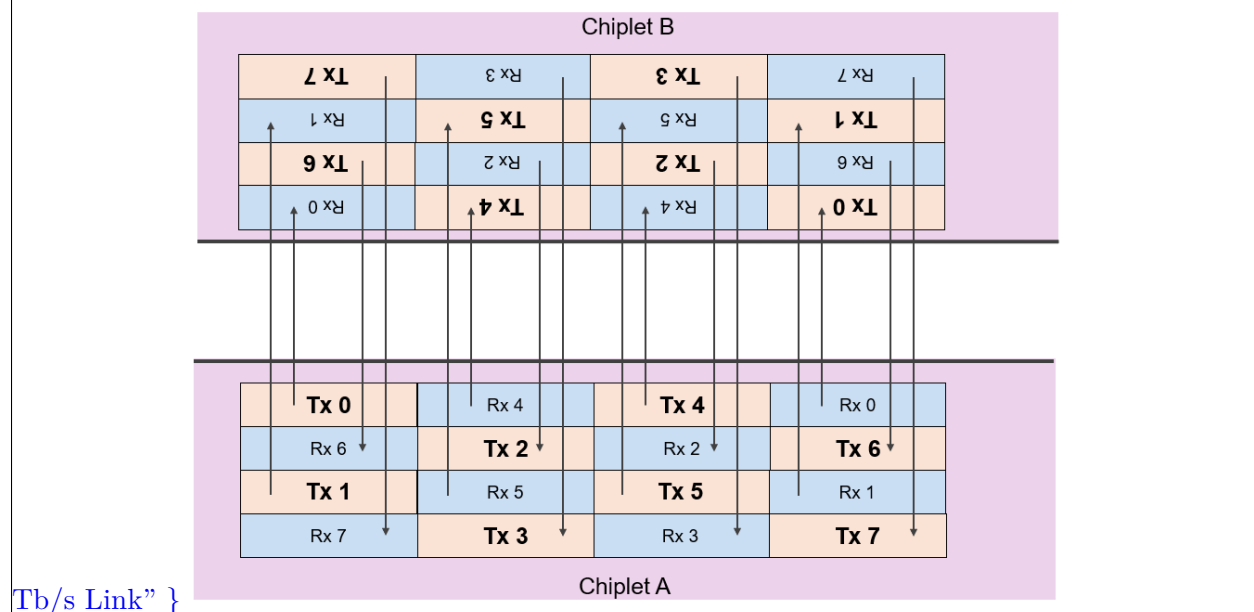 Chiplet B
Tx 7 Rx 3 Tx 3 Rx 7
Rx 1 Tx 5 Rx 5 Tx 1
Tx 6 Rx 2 Tx 2 Rx 6
Rx 0 Tx 4 Rx 4 Tx 0
Tx 0 Rx 4 Tx 4 Rx 0
Rx 6 Tx 2 Rx 2 Tx 6
Tx 1 Rx 5 Tx 5 Rx 1
Rx 7 Tx 3 Rx 3 Tx 7
Chiplet A
Tb/s Link” }